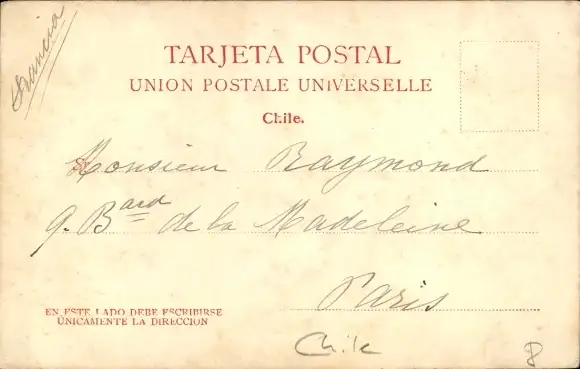 Francia
TARJETA POSTAL
UNION POSTALE UNIVERSELLE
Chile.
Monsieur Raymond
9. Bard de la Madeleine
Paris
EN ESTE LADO DEBE ESCRIBIRSE
ÚNICAMENTE LA DIRECCION
Chile
8